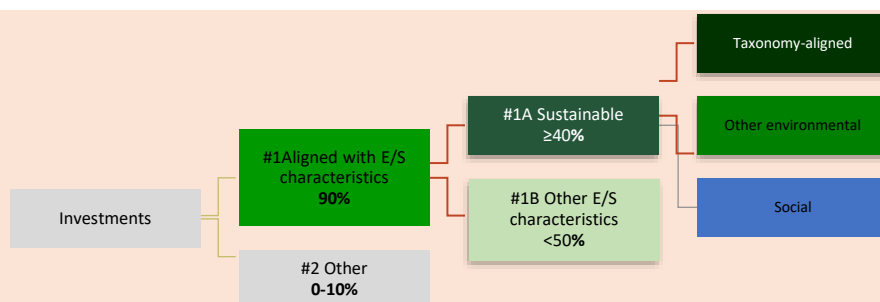 Taxonomy-aligned
#1A Sustainable
≥40%
Other environmental
#1Aligned with E/S
characteristics
90%
#1B Other E/S
characteristics
<50%
Social
Investments
#2 Other
0-10%